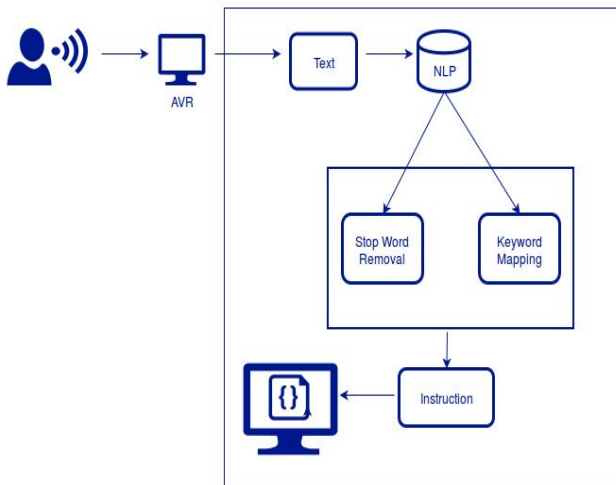 AVR
Text
NLP
Stop Word
Removal
Keyword
Mapping
{}
Instruction